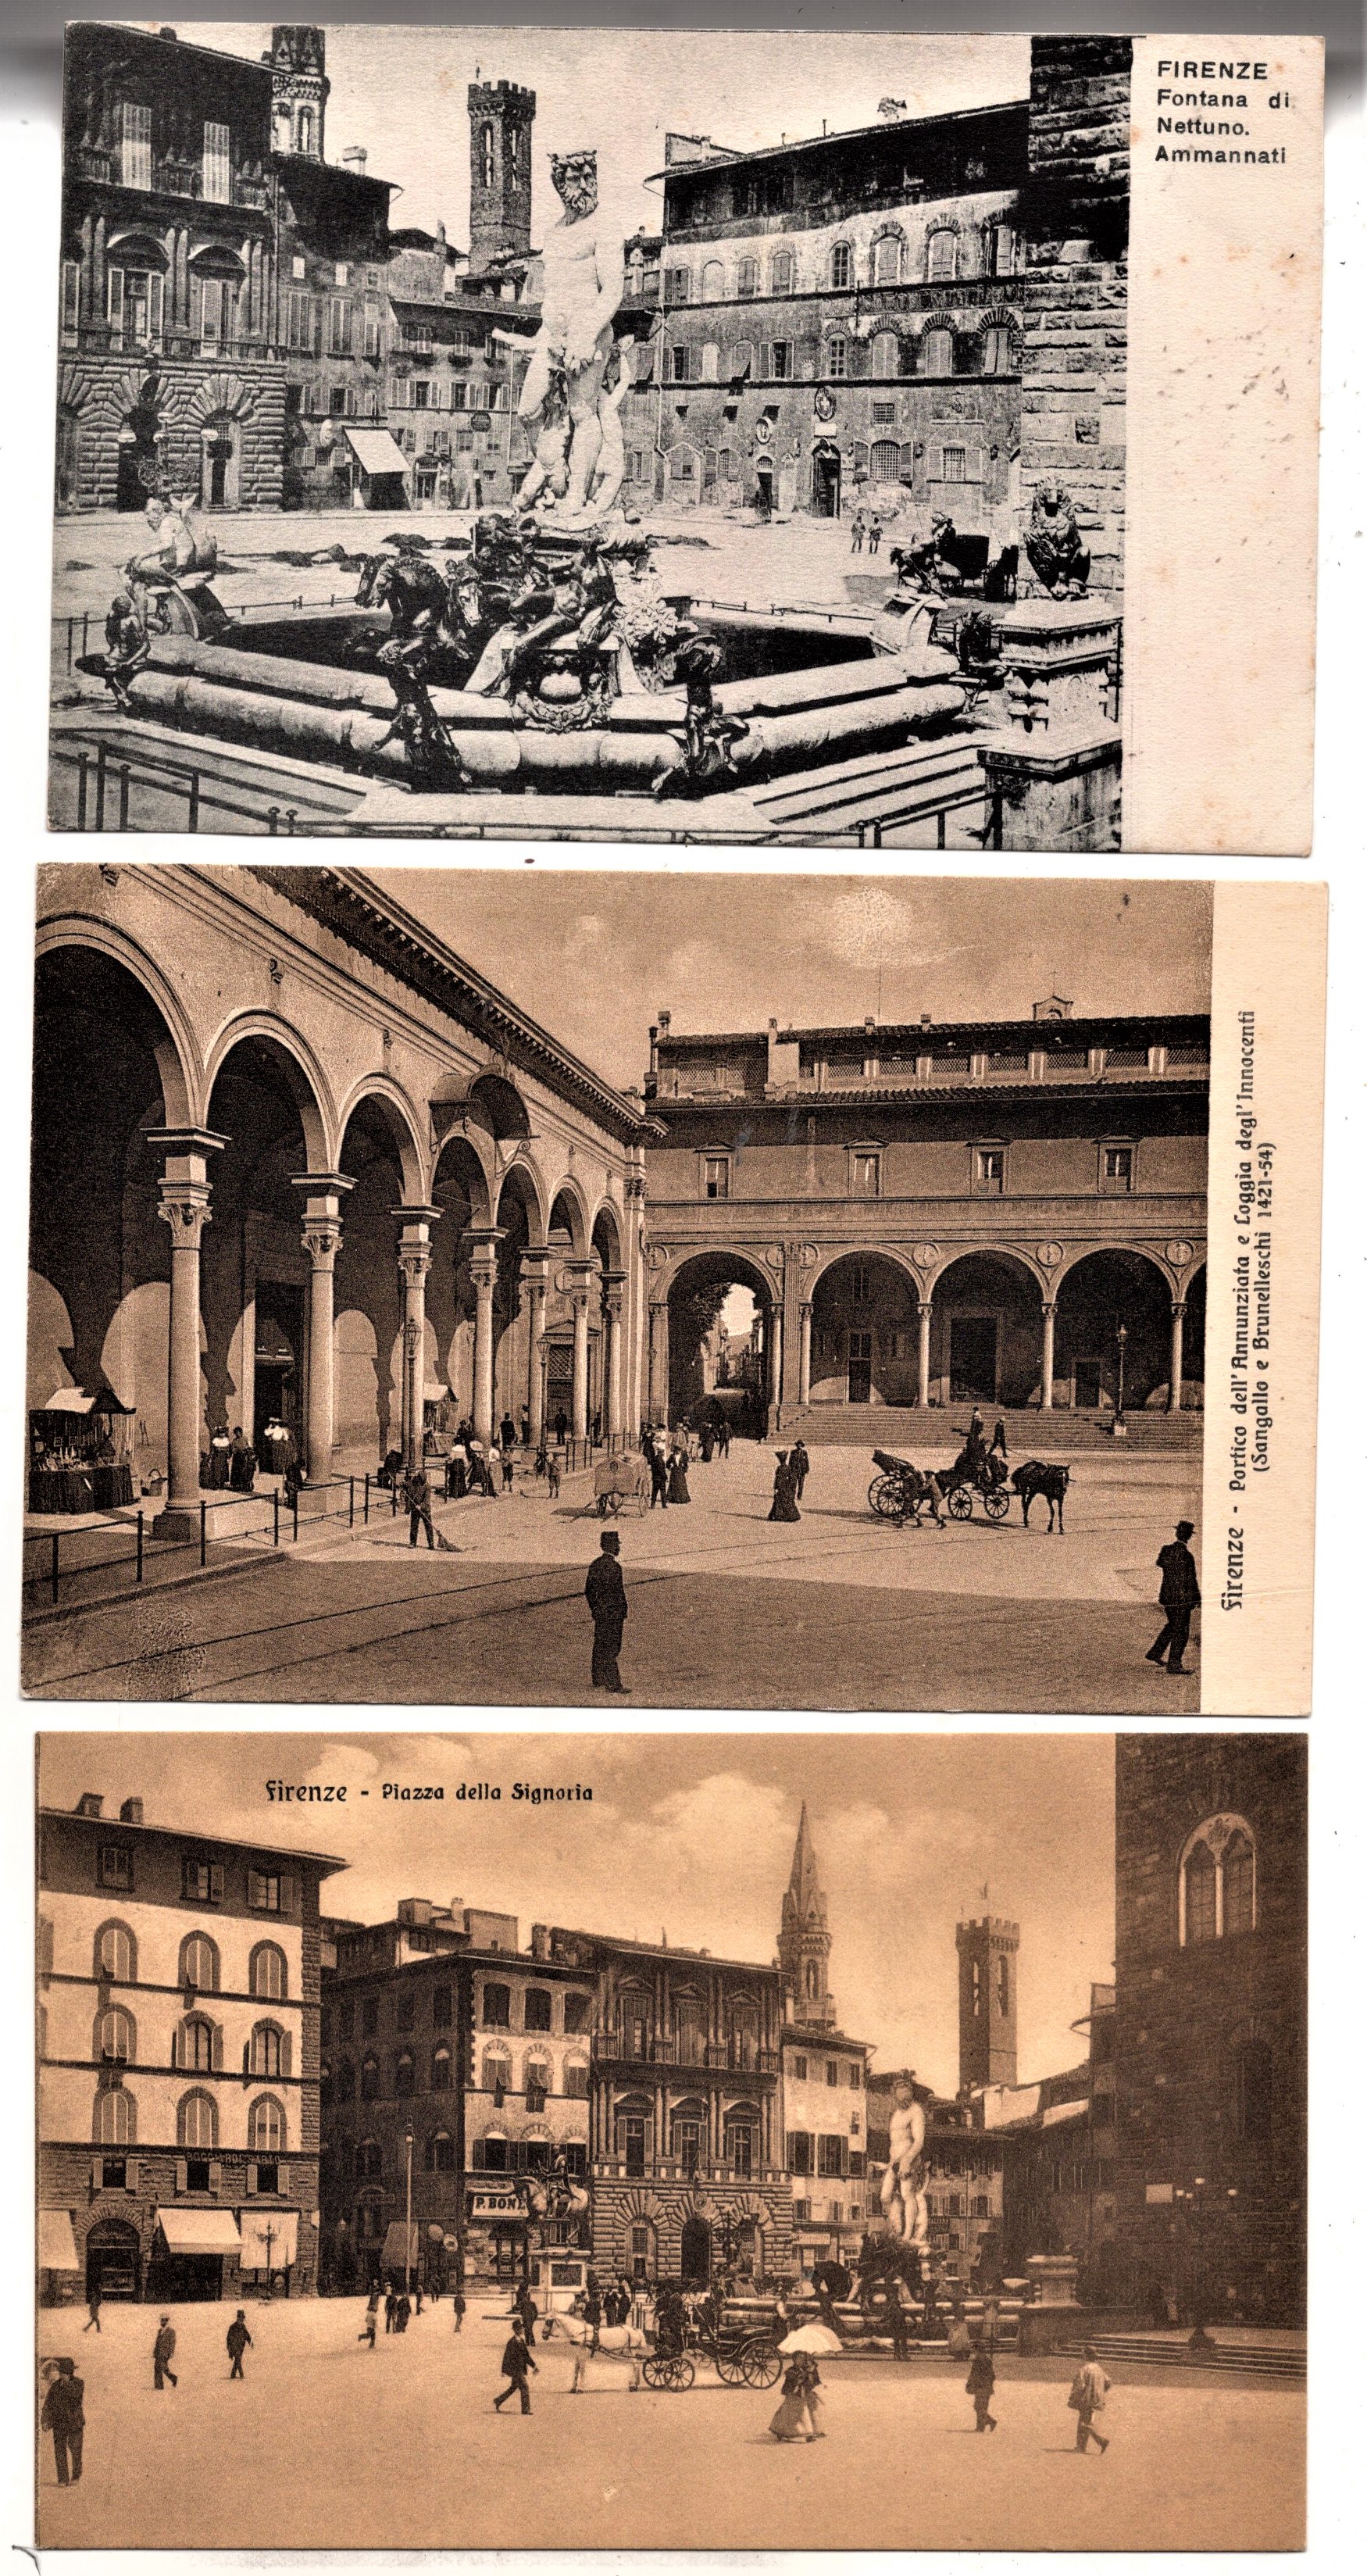 FIRENZE
Fontana di
Nettuno.
Ammannati
Firenze - Portico dell'Annunziata e Loggia degl'Innocenti
(Sangallo e Brunelleschi 1421-54)
Firenze - Piazza della Signoria
P. BONE